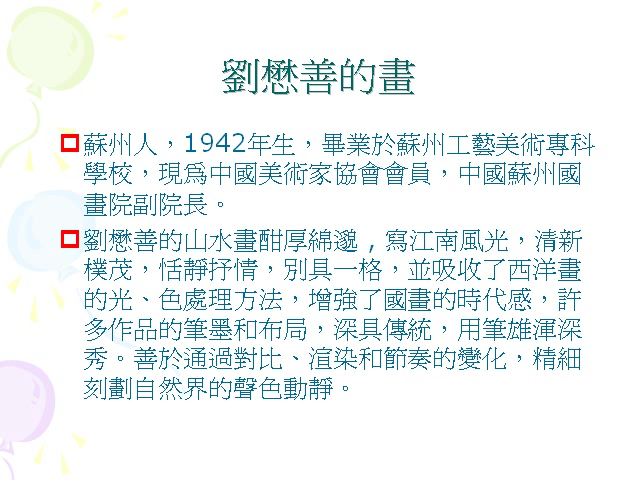 劉懋善的畫
蘇州人，1942年生，畢業於蘇州工藝美術專科
學校，現爲中國美術家協會會員，中國蘇州國
畫院副院長。
劉懋善的山水畫酣厚綿邈，寫江南風光，清新
樸茂，恬靜抒情，別具一格，並吸收了西洋畫
的光、色處理方法，增強了國畫的時代感，許
多作品的筆墨和布局，深具傳統，用筆雄渾深
秀。善於通過對比、渲染和節奏的變化，精細
刻劃自然界的聲色動靜。